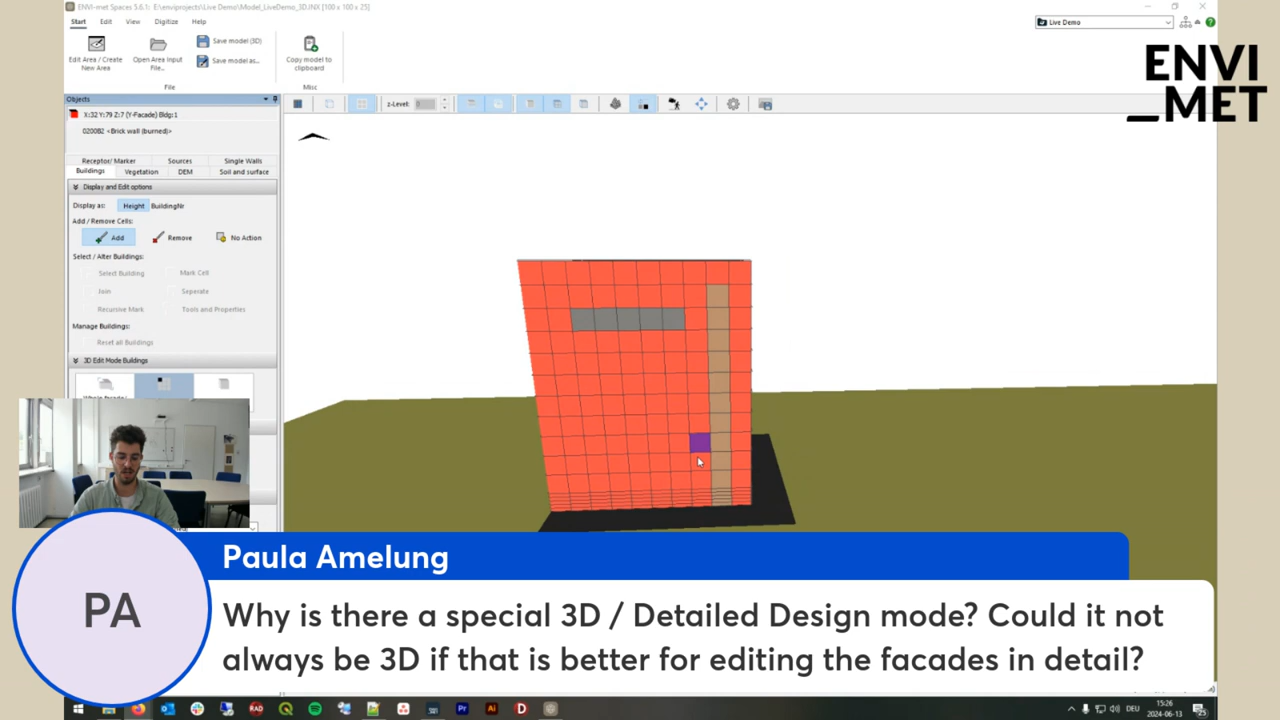 ENVI-met Spaces 5.6.1: E:\enviprojects\Live Demo\Model_LiveDemo_3D.INX [100 x 100 x 25]
Start Edit View Digitize Help
Live Demo
Edit Area / Create New Area
Open Area Input File...
Save model (3D)
Save model as...
Copy model to clipboard
File
Misc
ENVI
_MET
Objects
z-Level:
X:32 Y:79 Z:7 (Y-Facade) Bldg:1
0200B2 <Brick wall (burned)>
Receptor/ Marker Sources Single Walls
Buildings Vegetation DEM Soil and surface
Display and Edit options
Display as: Height BuildingNr
Add / Remove Cells:
Add Remove No Action
Select / Alter Buildings:
Select Building Mark Cell
Join Seperate
Recursive Mark Tools and Properties
Manage Buildings:
Reset all Buildings
3D Edit Mode Buildings
Paula Amelung
PA
Why is there a special 3D / Detailed Design mode? Could it not
always be 3D if that is better for editing the facades in detail?
DEU
15:26
2024-06-13